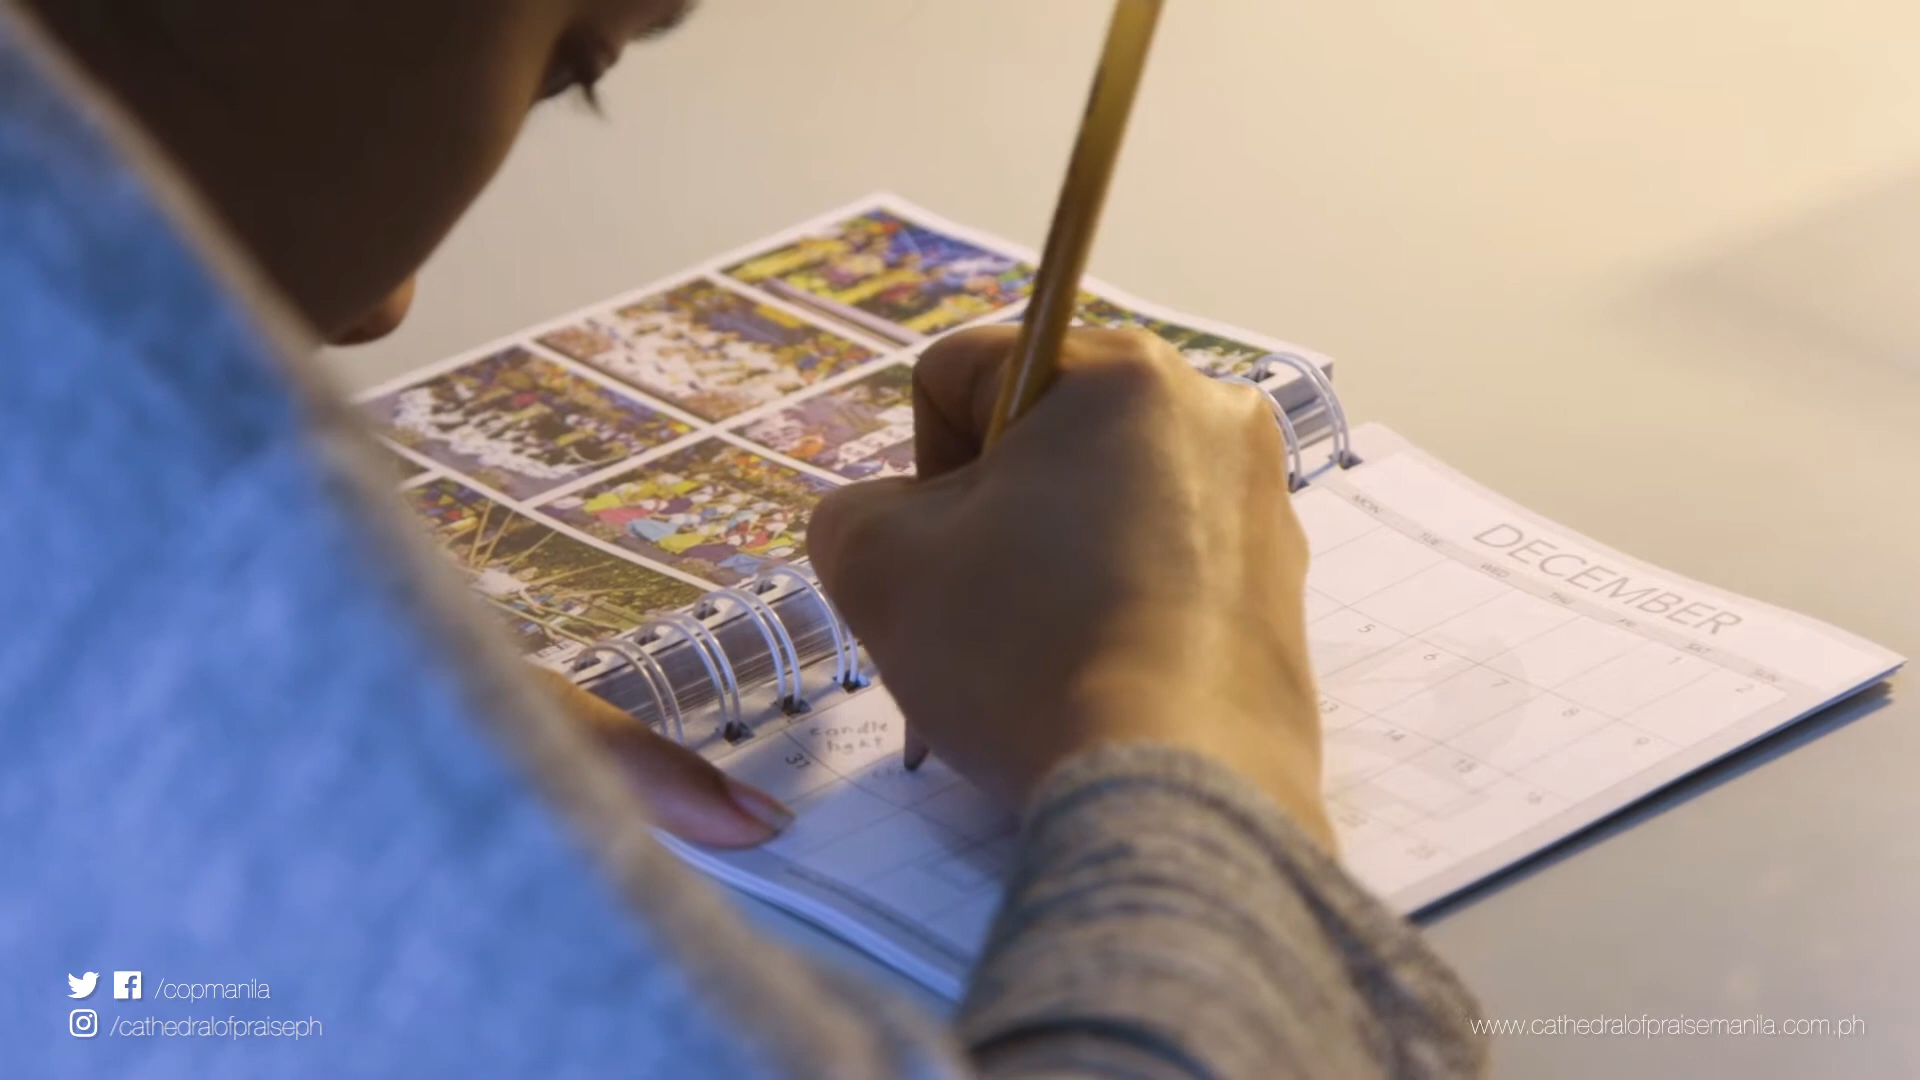 DECEMBER
MON TUE WED THU FRI SAT SUN
1 2
5 6 7 8 9
13 14 15 16
31
candle
light
/copmanila
/cathedralofpraiseph
www.cathedralofpraisemanila.com.ph